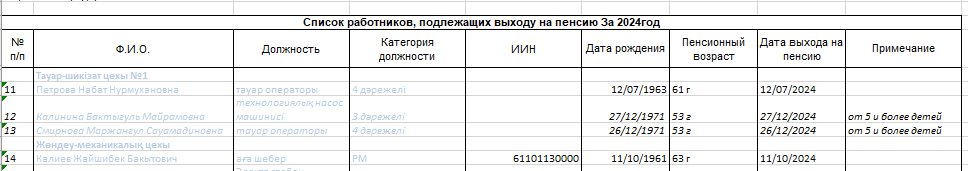 Список работников, подлежащих выходу на пенсию За 2024год
№ п/п Ф.И.О. Должность Категория должности ИИН Дата рождения Пенсионный возраст Дата выхода на пенсию Примечание
Тауар-шикізат цехы №1
11 Петрова Набат Нурмухановна тауар операторы 4 дәрежелі 12/07/1963 61 г 12/07/2024
12 Калинина Бактыгуль Майрамовна технологиялық насос машинисі 3 дәрежелі 27/12/1971 53 г 27/12/2024 от 5 и более детей
13 Смирнова Маржангул Сауамадиновна тауар операторы 4 дәрежелі 26/12/1971 53 г 26/12/2024 от 5 и более детей
Жөндеу-механикалық цехы
14 Калиев Жайшибек Бакытович аға шебер РМ 61101130000 11/10/1961 63 г 11/10/2024